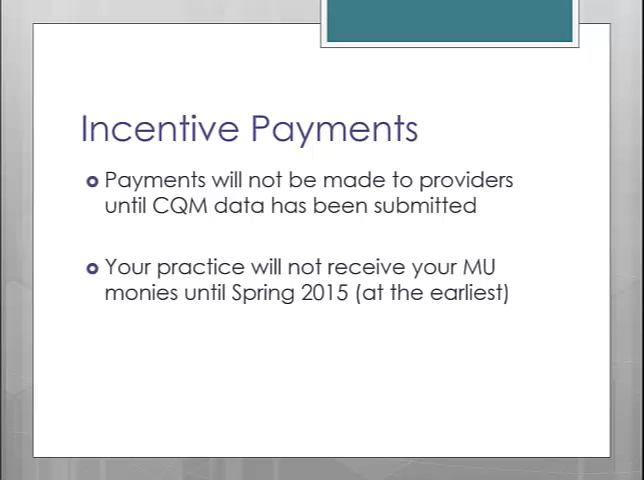 Incentive Payments
Payments will not be made to providers
until CQM data has been submitted
Your practice will not receive your MU
monies until Spring 2015 (at the earliest)